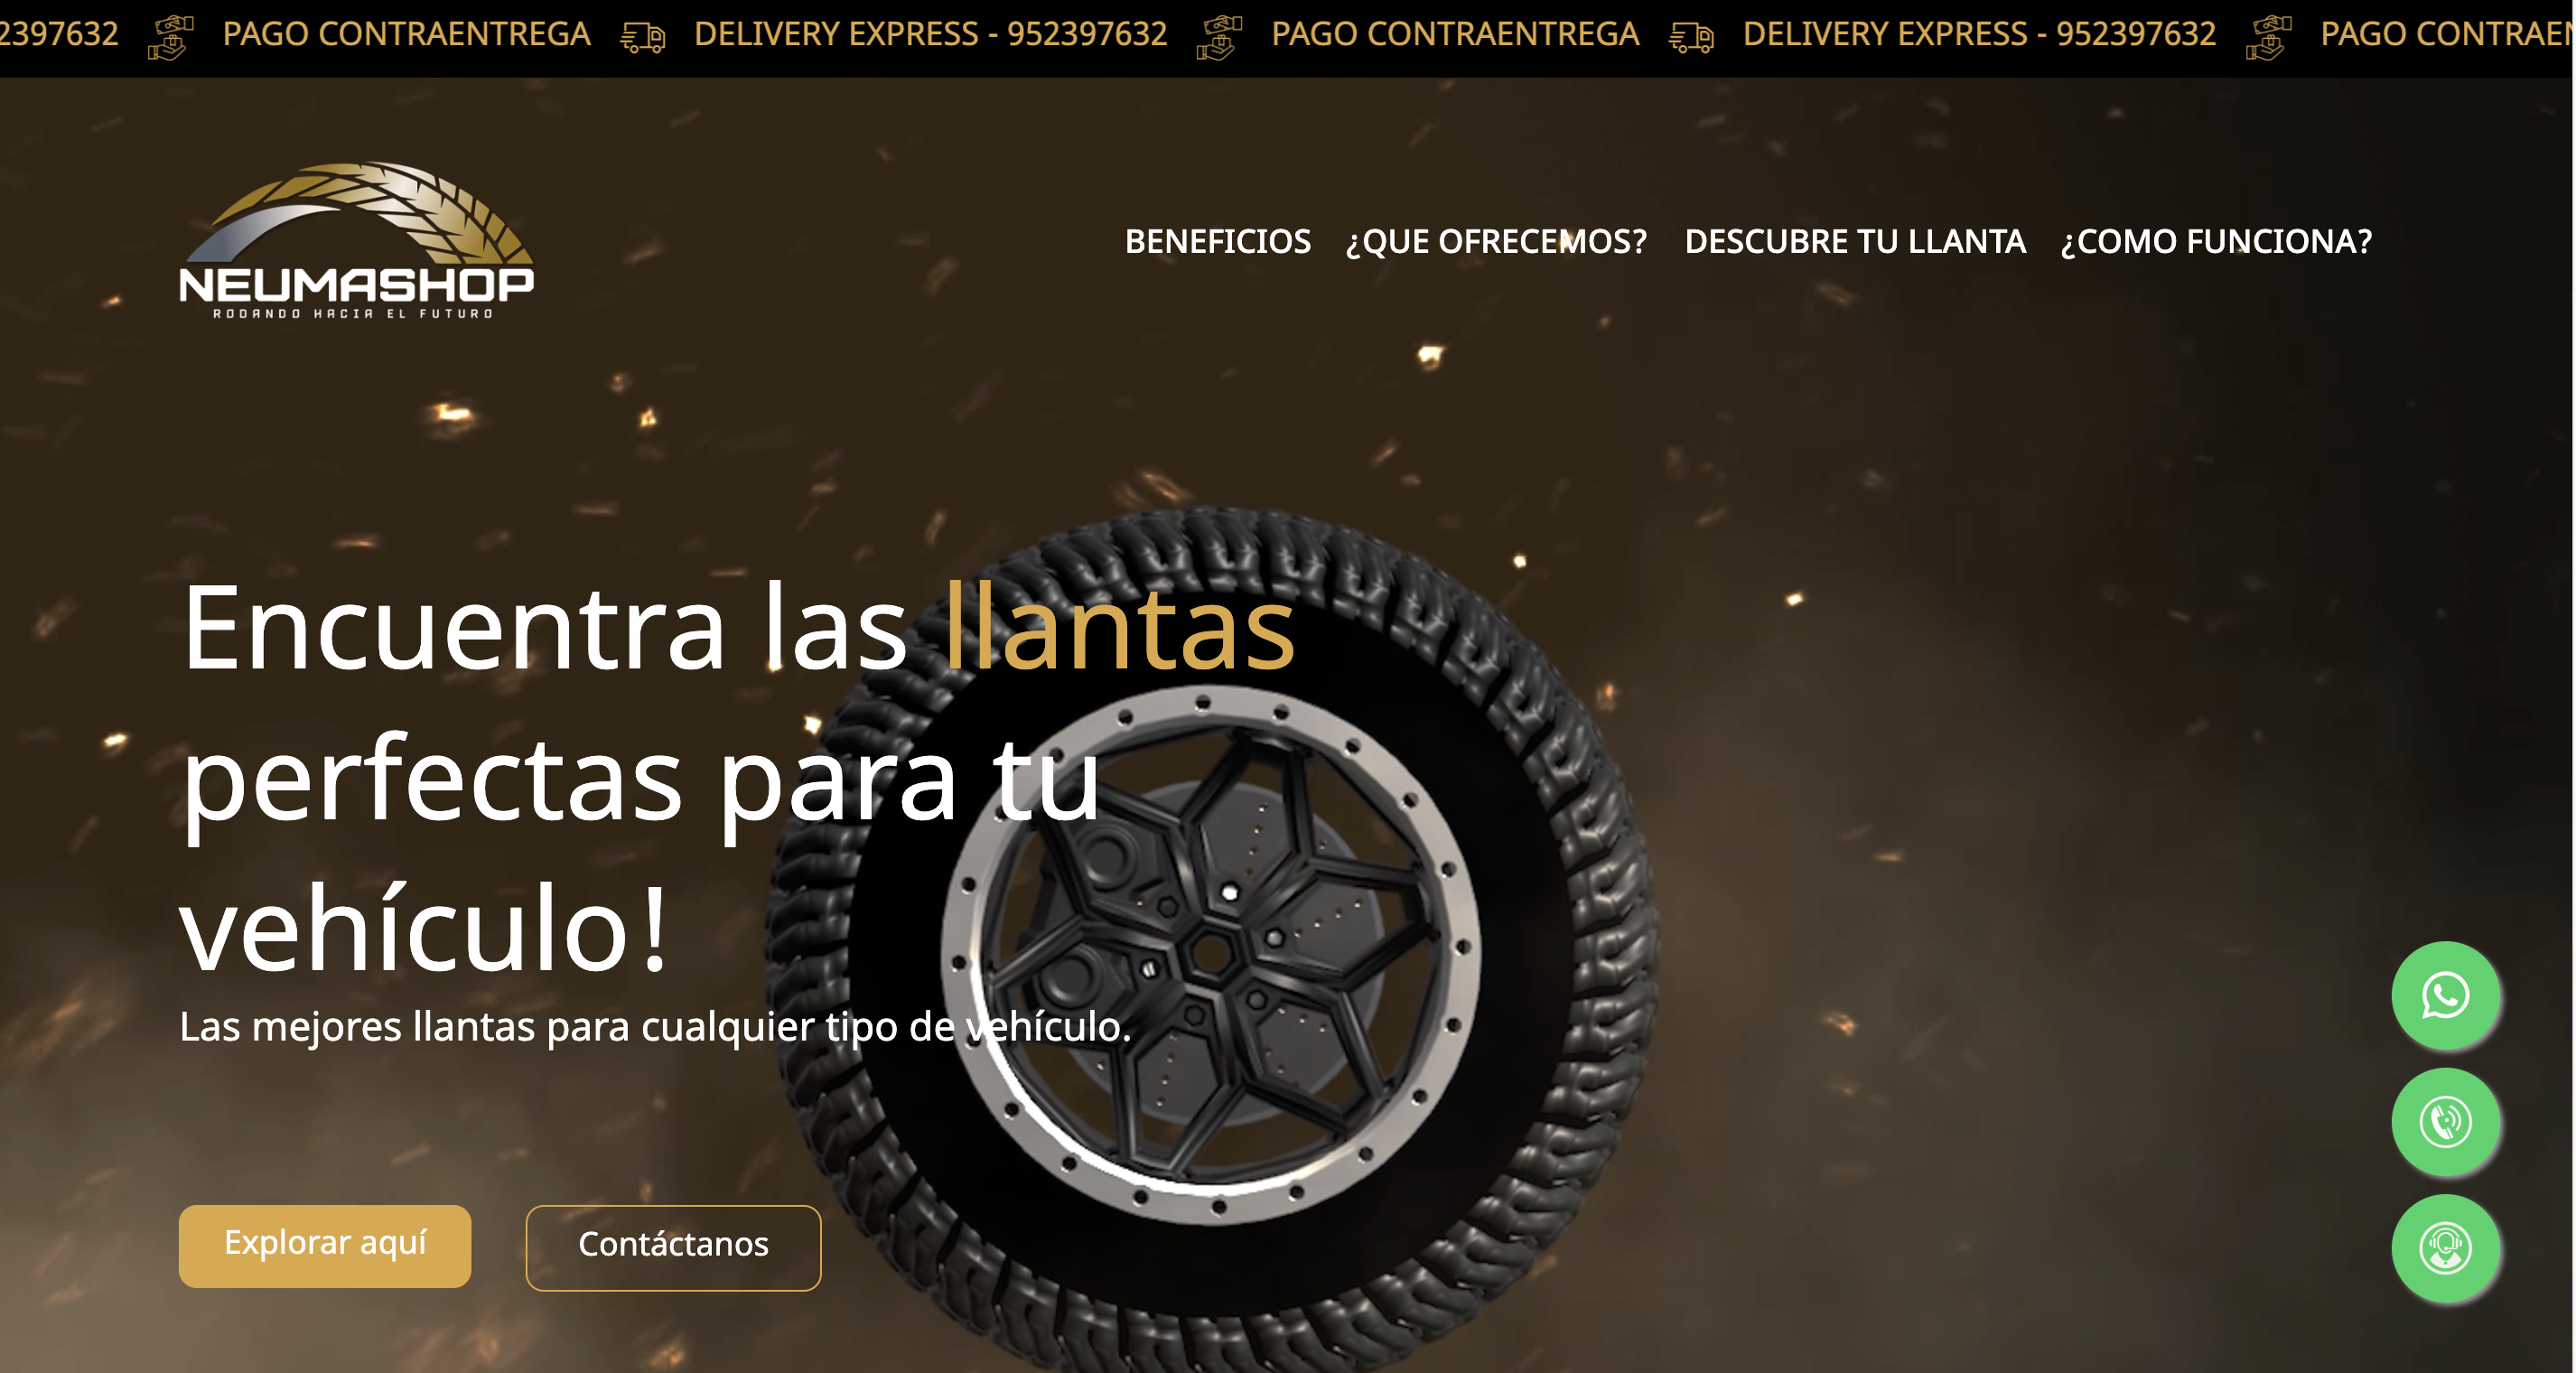 2397632 PAGO CONTRAENTREGA DELIVERY EXPRESS - 952397632 PAGO CONTRAENTREGA DELIVERY EXPRESS - 952397632 PAGO CONTRAEN
NEUMASHOP
RODANDO HACIA EL FUTURO
BENEFICIOS ¿QUE OFRECEMOS? DESCUBRE TU LLANTA ¿COMO FUNCIONA?
Encuentra las llantas
perfectas para tu
vehículo!
Las mejores llantas para cualquier tipo de vehículo.
Explorar aquí Contáctanos